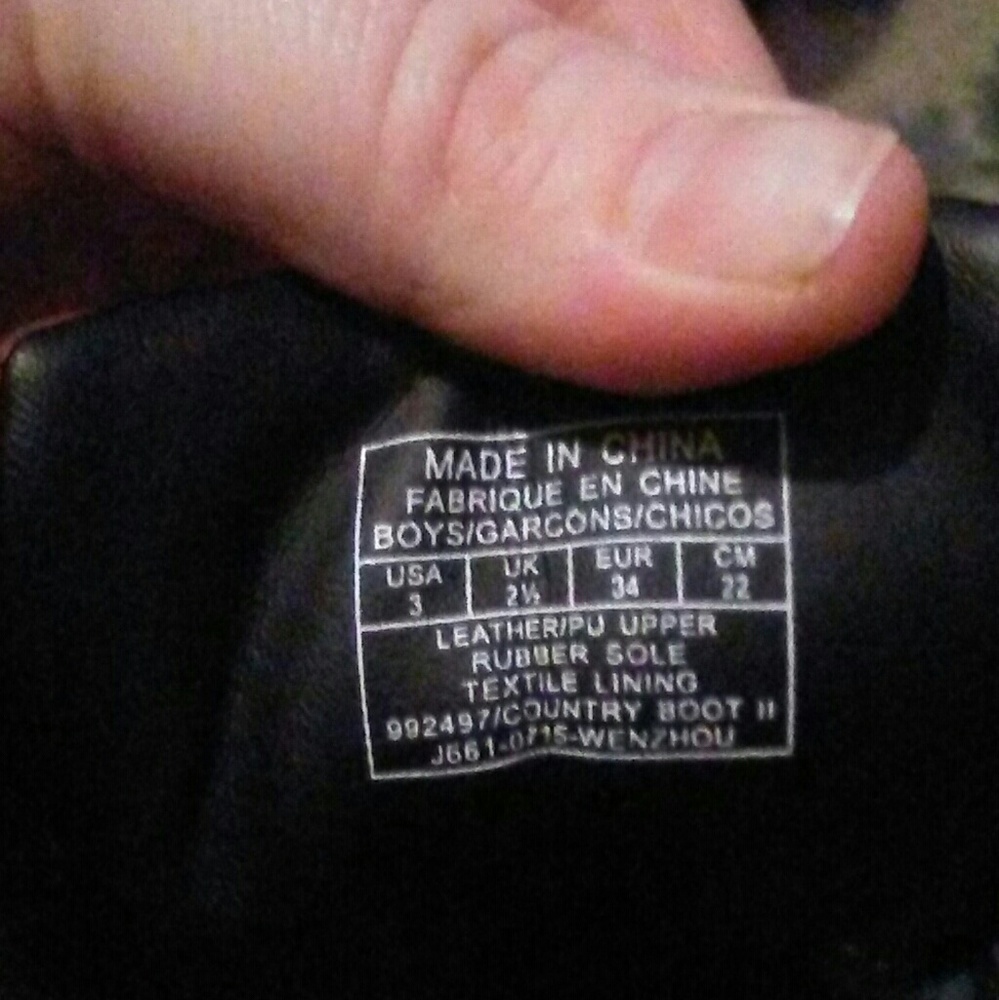 MADE IN CHINA
FABRIQUE EN CHINE
BOYS/GARCONS/CHICOS
USA UK EUR CM
3 2½ 34 22
LEATHER/PU UPPER
RUBBER SOLE
TEXTILE LINING
992497/COUNTRY BOOT II
J661-0715-WENZHOU